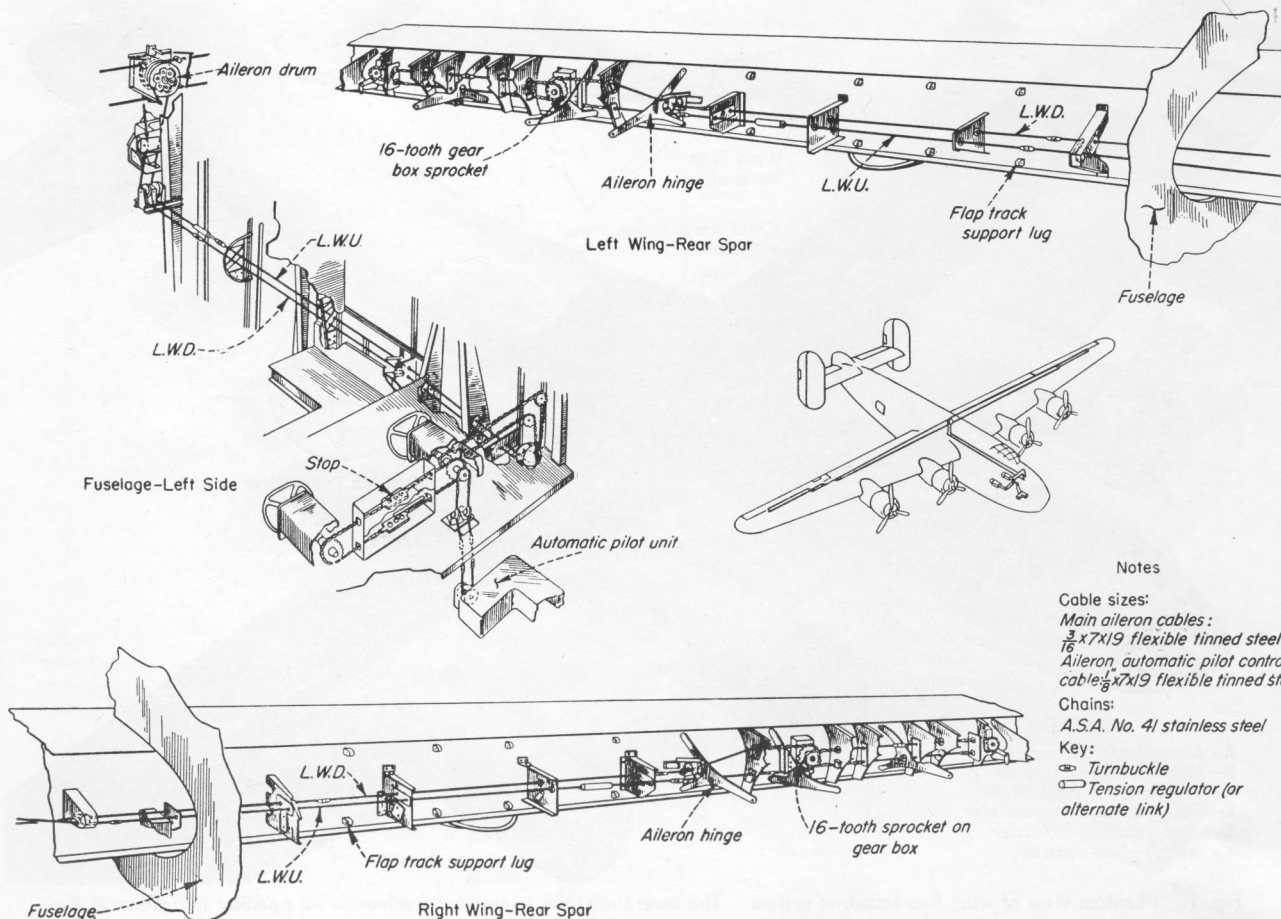 Aileron drum
16-tooth gear
box sprocket
Aileron hinge
L.W.D.
L.W.U.
Flap track
support lug
Left Wing-Rear Spar
Fuselage
L.W.U.
L.W.D.
Stop
Fuselage-Left Side
Automatic pilot unit
Notes
Cable sizes:
Main aileron cables:
3/16 x7x19 flexible tinned steel
Aileron automatic pilot
cable: 1/8" x7x19 flexible tinned
Chains:
A.S.A. No. 41 stainless steel
Key:
Turnbuckle
Tension regulator (or
alternate link)
L.W.D.
L.W.U.
Flap track support lug
Aileron hinge
16-tooth sprocket on
gear box
Fuselage
Right Wing-Rear Spar